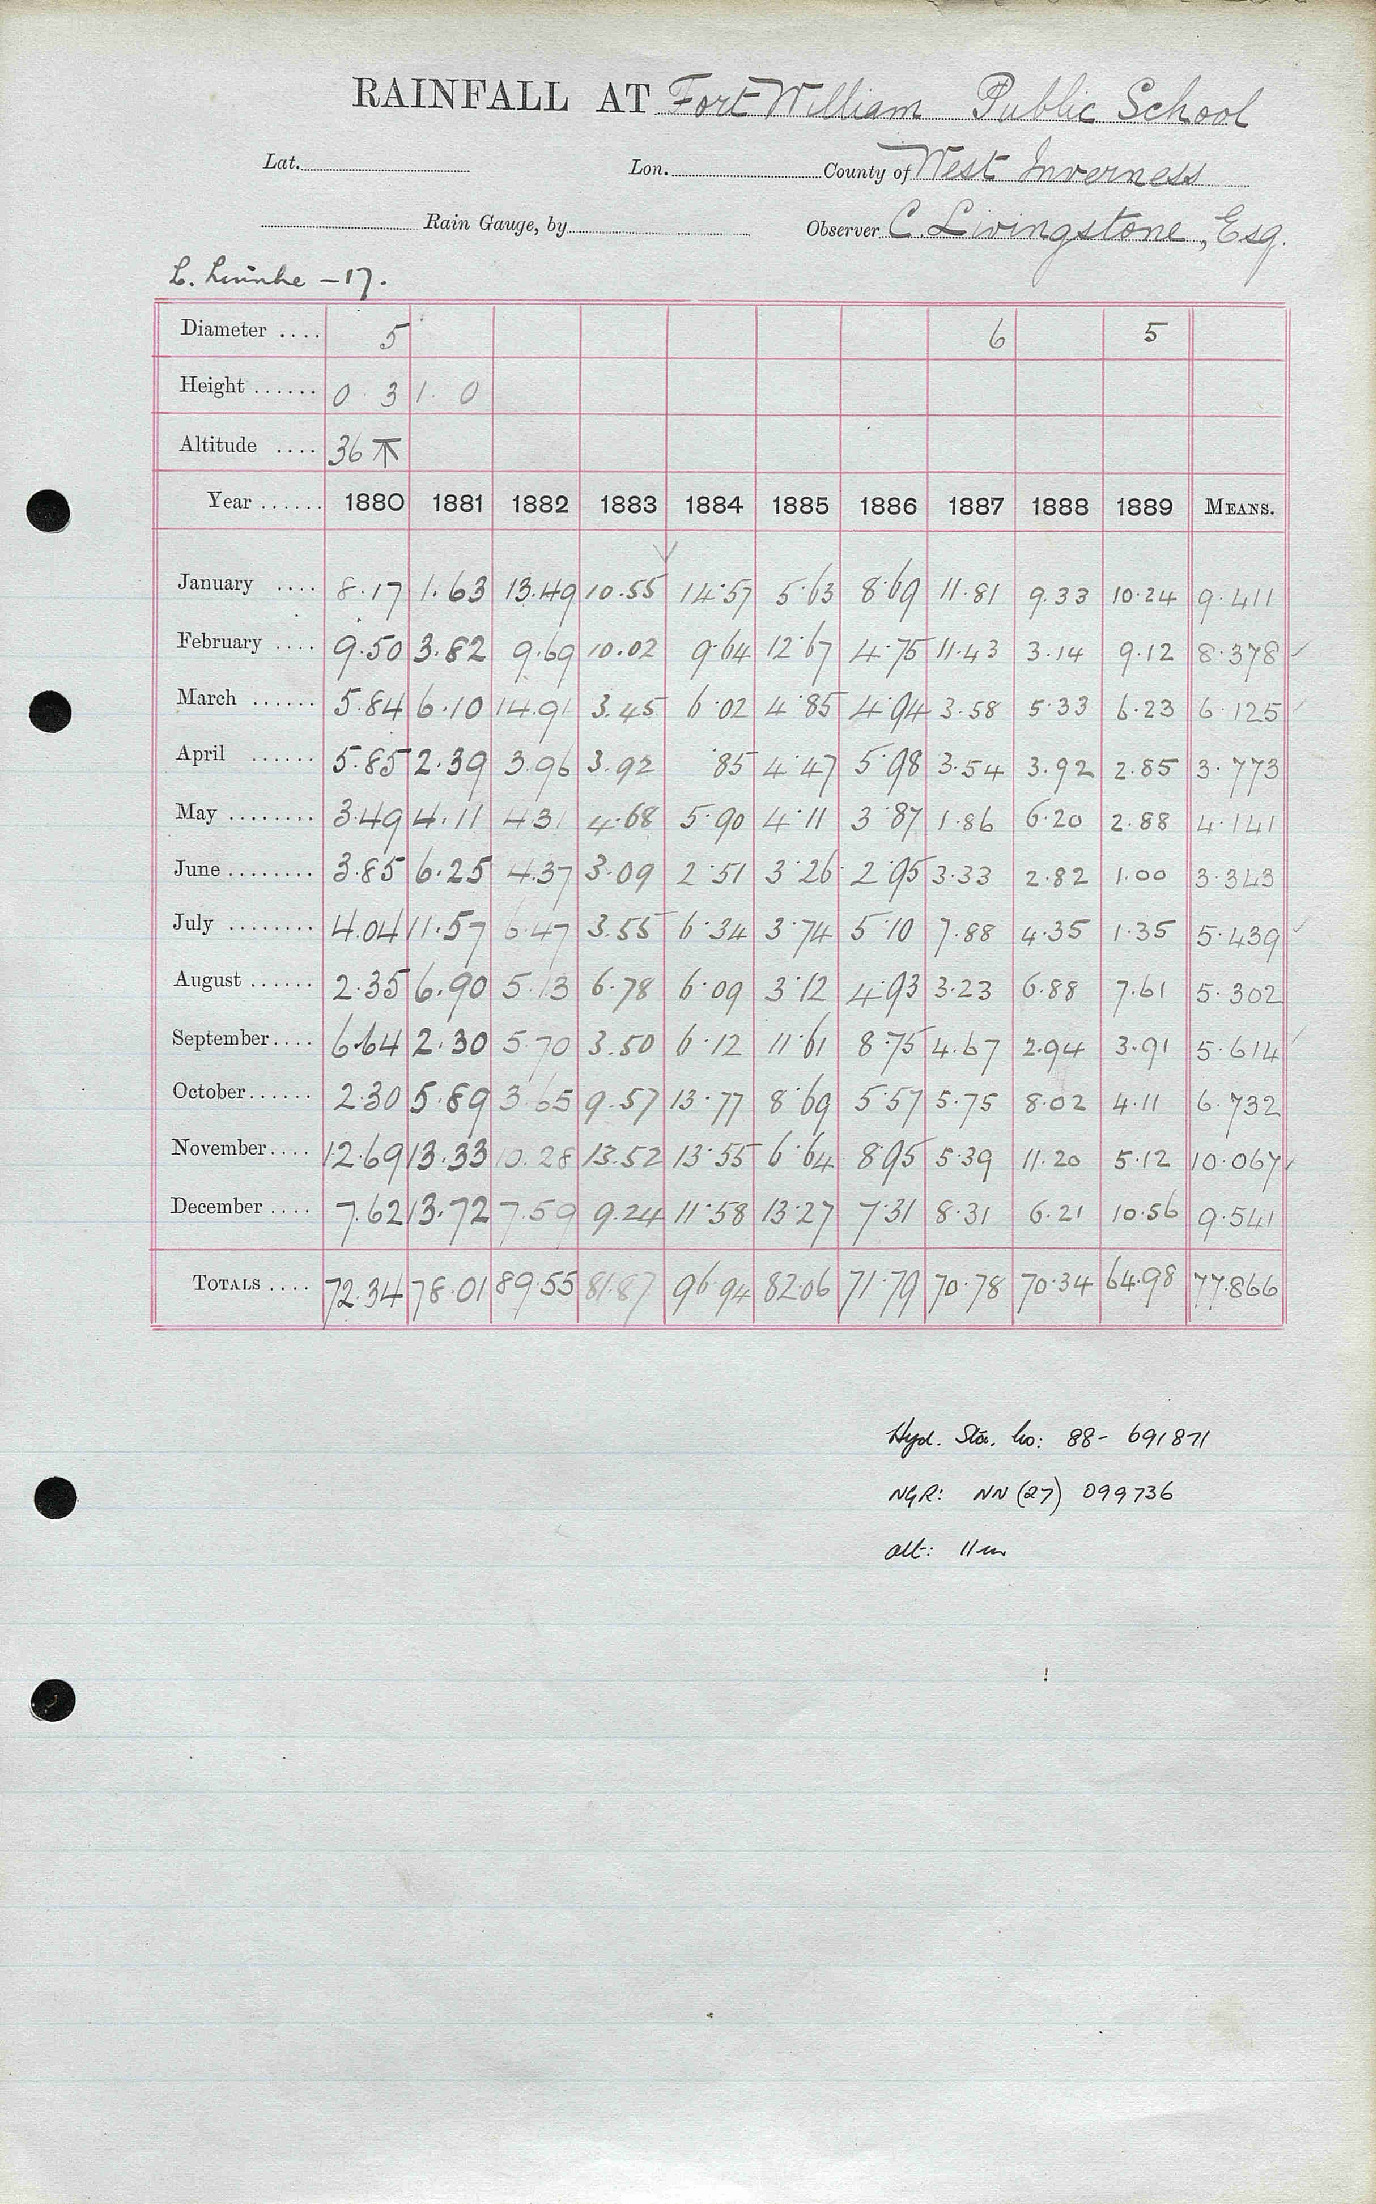 RAINFALL AT Fort William Public School
Lat. Lon. County of West Inverness
Rain Gauge, by Observer C. Livingstone, Esq.
L. Linnhe - 17.
Diameter .... 5 6 5
Height ...... 0. 3 1. 0
Altitude .... 36
Year ...... 1880 1881 1882 1883 1884 1885 1886 1887 1888 1889 MEANS.
January .... 8.17 1.63 13.49 10.55 14.57 5.63 8.69 11.81 9.33 10.24 9.411
February .... 9.50 3.82 9.69 10.02 9.64 12.67 4.75 11.43 3.14 9.12 8.378
March ...... 5.84 6.10 14.91 3.45 6.02 4.85 4.94 3.58 5.33 6.23 6.125
April ...... 5.85 2.39 3.96 3.92 .85 4.47 5.98 3.54 3.92 2.85 3.773
May ........ 3.49 4.11 4.31 4.68 5.90 4.11 3.87 1.86 6.20 2.88 4.141
June ........ 3.85 6.25 4.37 3.09 2.51 3.26 2.95 3.33 2.82 1.00 3.343
July ........ 4.04 11.57 6.47 3.55 6.34 3.74 5.10 7.88 4.35 1.35 5.439
August ...... 2.35 6.90 5.13 6.78 6.09 3.12 4.93 3.23 6.88 7.61 5.302
September.... 6.64 2.30 5.70 3.50 6.12 11.61 8.75 4.67 2.94 3.91 5.614
October...... 2.30 5.89 3.65 9.57 13.77 8.69 5.57 5.75 8.02 4.11 6.732
November.... 12.69 13.33 10.28 13.52 13.55 6.64 8.95 5.39 11.20 5.12 10.067
December .... 7.62 13.72 7.59 9.24 11.58 13.27 7.31 8.31 6.21 10.56 9.541
TOTALS .... 72.34 78.01 89.55 81.87 96.94 82.06 71.79 70.78 70.34 64.98 77.866
Hyd. Sta. No: 88- 691871
NGR: NN (27) 099736
alt: 11m